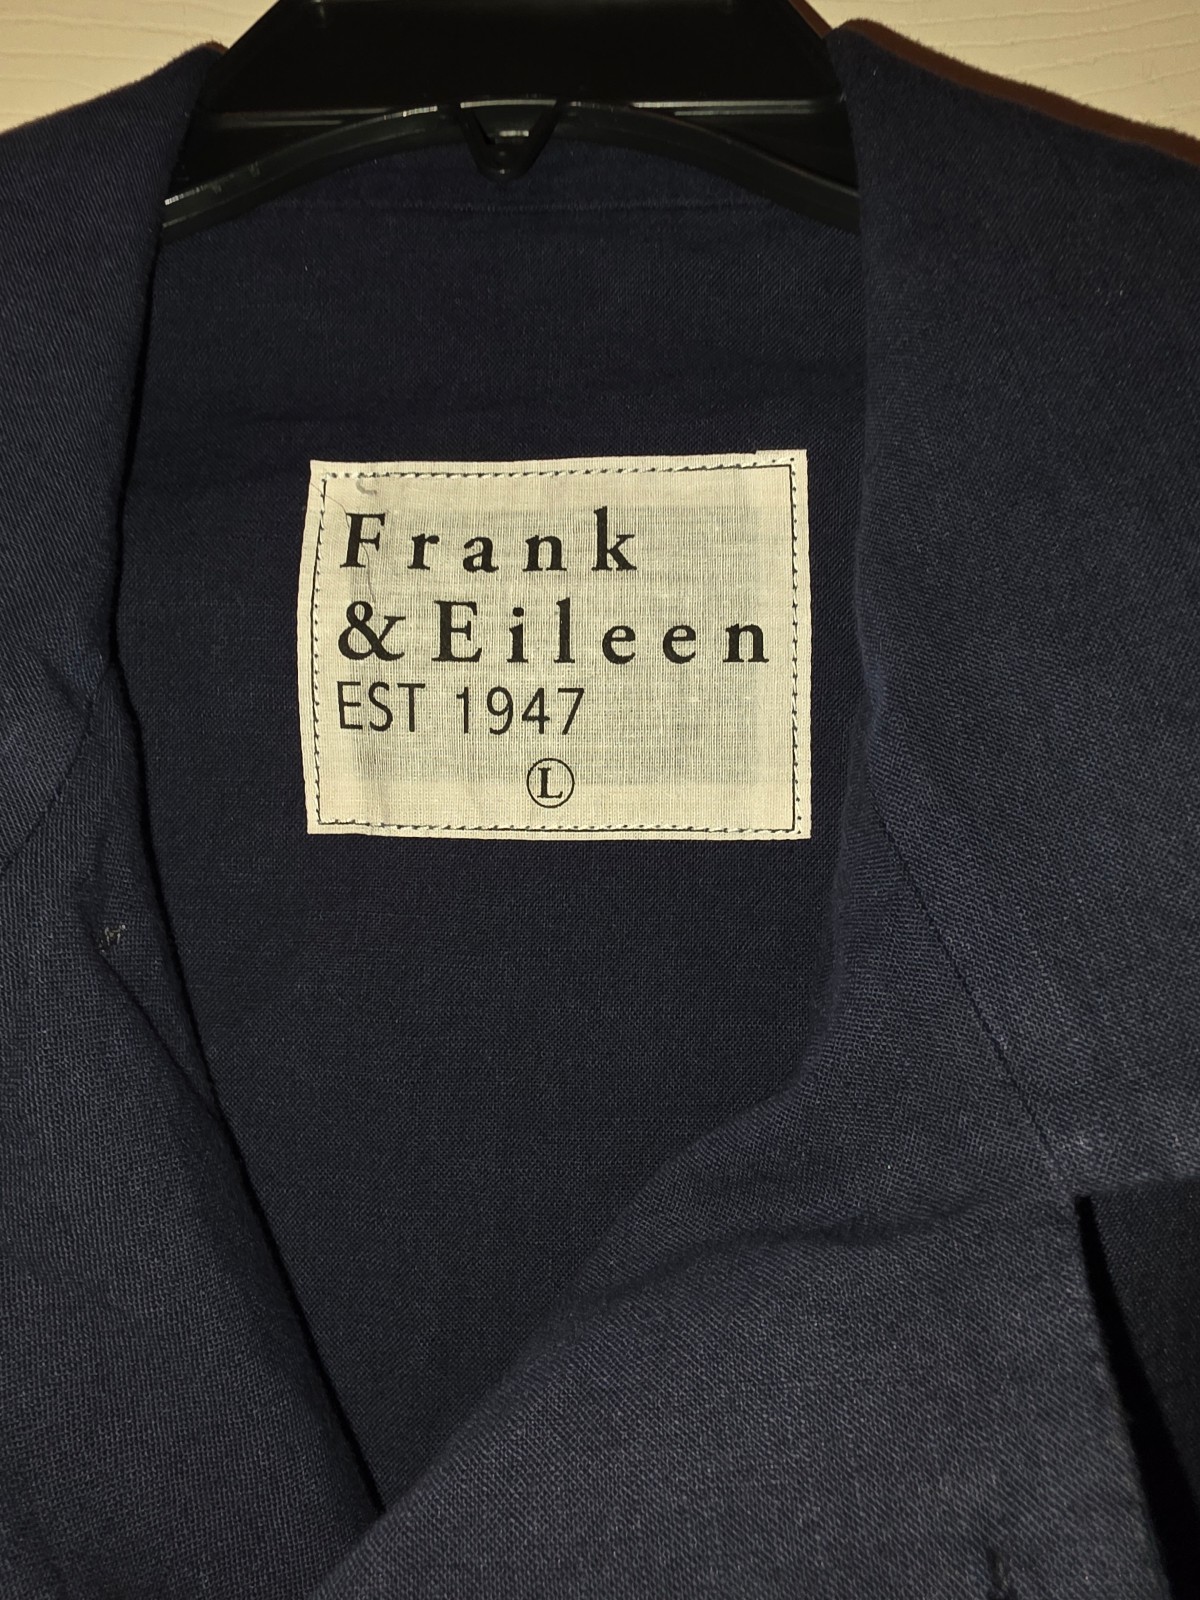 Frank
& Eileen
EST 1947
L